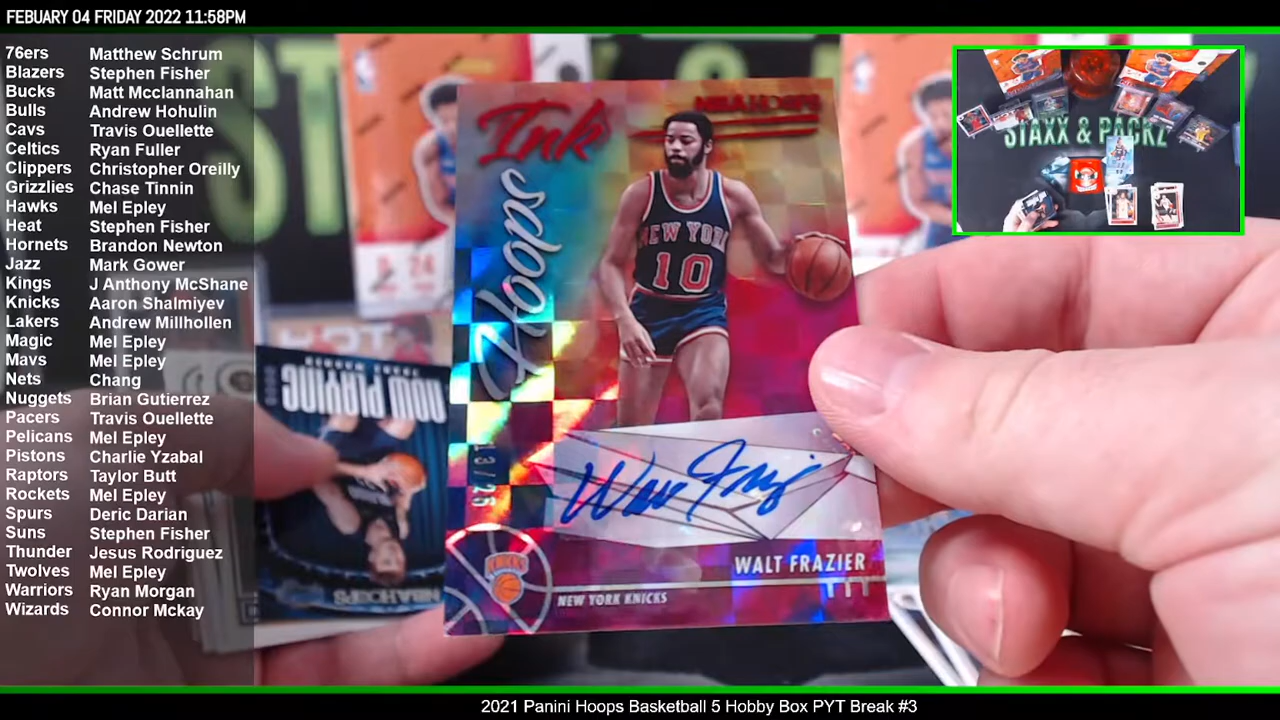 FEBUARY 04 FRIDAY 2022 11:58PM
76ers Matthew Schrum
Blazers Stephen Fisher
Bucks Matt Mcclannahan
Bulls Andrew Hohulin
Cavs Travis Ouellette
Celtics Ryan Fuller
Clippers Christopher Oreilly
Grizzlies Chase Tinnin
Hawks Mel Epley
Heat Stephen Fisher
Hornets Brandon Newton
Jazz Mark Gower
Kings J Anthony McShane
Knicks Aaron Shalmiyev
Lakers Andrew Millhollen
Magic Mel Epley
Mavs Mel Epley
Nets Chang
Nuggets Brian Gutierrez
Pacers Travis Ouellette
Pelicans Mel Epley
Pistons Charlie Yzabal
Raptors Taylor Butt
Rockets Mel Epley
Spurs Deric Darian
Suns Stephen Fisher
Thunder Jesus Rodriguez
Twolves Mel Epley
Warriors Ryan Morgan
Wizards Connor Mckay
Hoops Ink
NBA HOOPS
NEW YORK
10
13/25
WALT FRAZIER
NEW YORK KNICKS
KNICKS
NOW PLAYING
NBA HOOPS
STAXX & PACKZ
2021 Panini Hoops Basketball 5 Hobby Box PYT Break #3